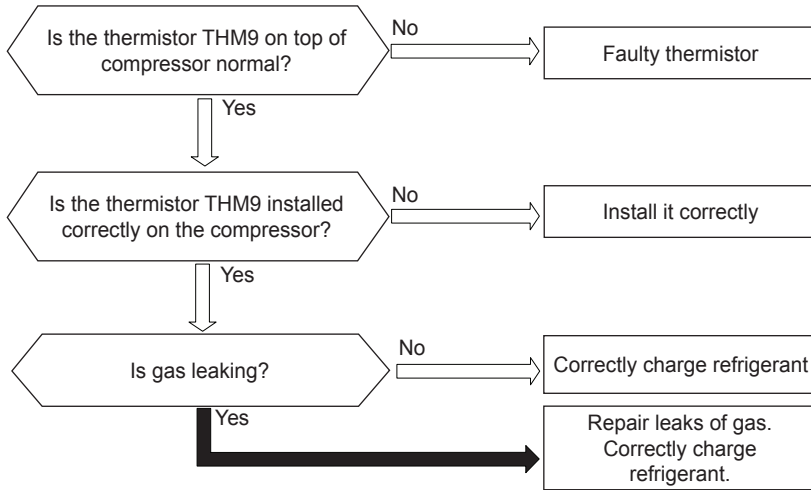 Is the thermistor THM9 on top of
compressor normal?
No
Faulty thermistor
Yes
Is the thermistor THM9 installed
correctly on the compressor?
No
Install it correctly
Yes
Is gas leaking?
No
Correctly charge refrigerant
Yes
Repair leaks of gas.
Correctly charge
refrigerant.